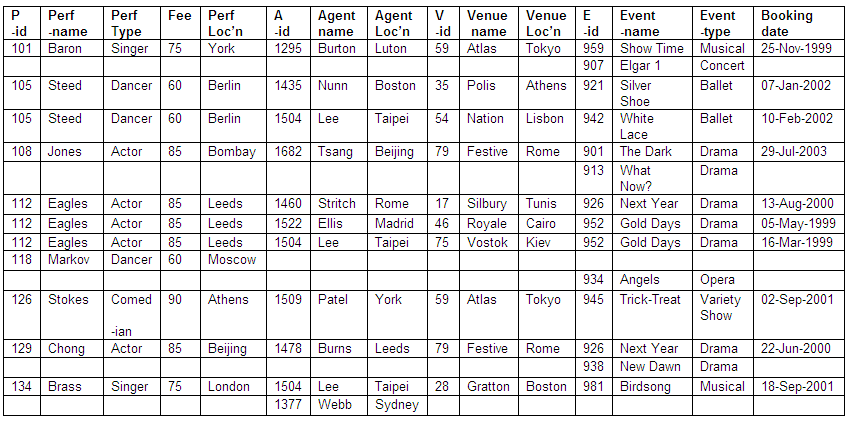 P Perf Perf Fee Perf A Agent Agent V Venue Venue E Event Event Booking
-id -name Type Loc'n -id name Loc'n -id -name Loc'n -id -name -type date
101 Baron Singer 75 York 1295 Burton Luton 59 Atlas Tokyo 959 Show Time Musical 25-Nov-1999
907 Elgar 1 Concert
105 Steed Dancer 60 Berlin 1435 Nunn Boston 35 Polis Athens 921 Silver Ballet 07-Jan-2002
Shoe
105 Steed Dancer 60 Berlin 1504 Lee Taipei 54 Nation Lisbon 942 White Ballet 10-Feb-2002
Lace
108 Jones Actor 85 Bombay 1682 Tsang Beijing 79 Festive Rome 901 The Dark Drama 29-Jul-2003
913 What Drama
Now?
112 Eagles Actor 85 Leeds 1460 Stritch Rome 17 Silbury Tunis 926 Next Year Drama 13-Aug-2000
112 Eagles Actor 85 Leeds 1522 Ellis Madrid 46 Royale Cairo 952 Gold Days Drama 05-May-1999
112 Eagles Actor 85 Leeds 1504 Lee Taipei 75 Vostok Kiev 952 Gold Days Drama 16-Mar-1999
118 Markov Dancer 60 Moscow
934 Angels Opera
126 Stokes Comed 90 Athens 1509 Patel York 59 Atlas Tokyo 945 Trick-Treat Variety 02-Sep-2001
Show
-ian
129 Chong Actor 85 Beijing 1478 Burns Leeds 79 Festive Rome 926 Next Year Drama 22-Jun-2000
938 New Dawn Drama
134 Brass Singer 75 London 1504 Lee Taipei 28 Gratton Boston 981 Birdsong Musical 18-Sep-2001
1377 Webb Sydney